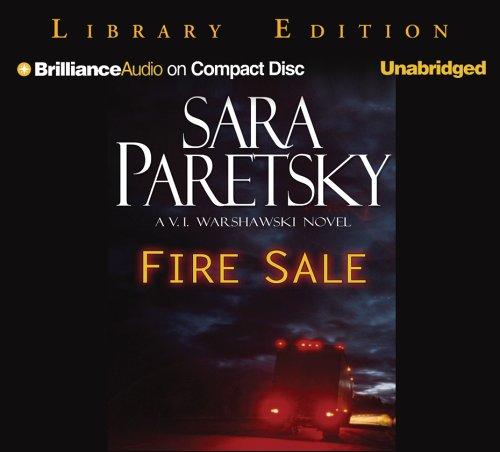 LIBRARY EDITION
BrillianceAudio on Compact Disc Unabridged
SARA
PARETSKY
A V. I. WARSHAWSKI NOVEL
FIRE SALE